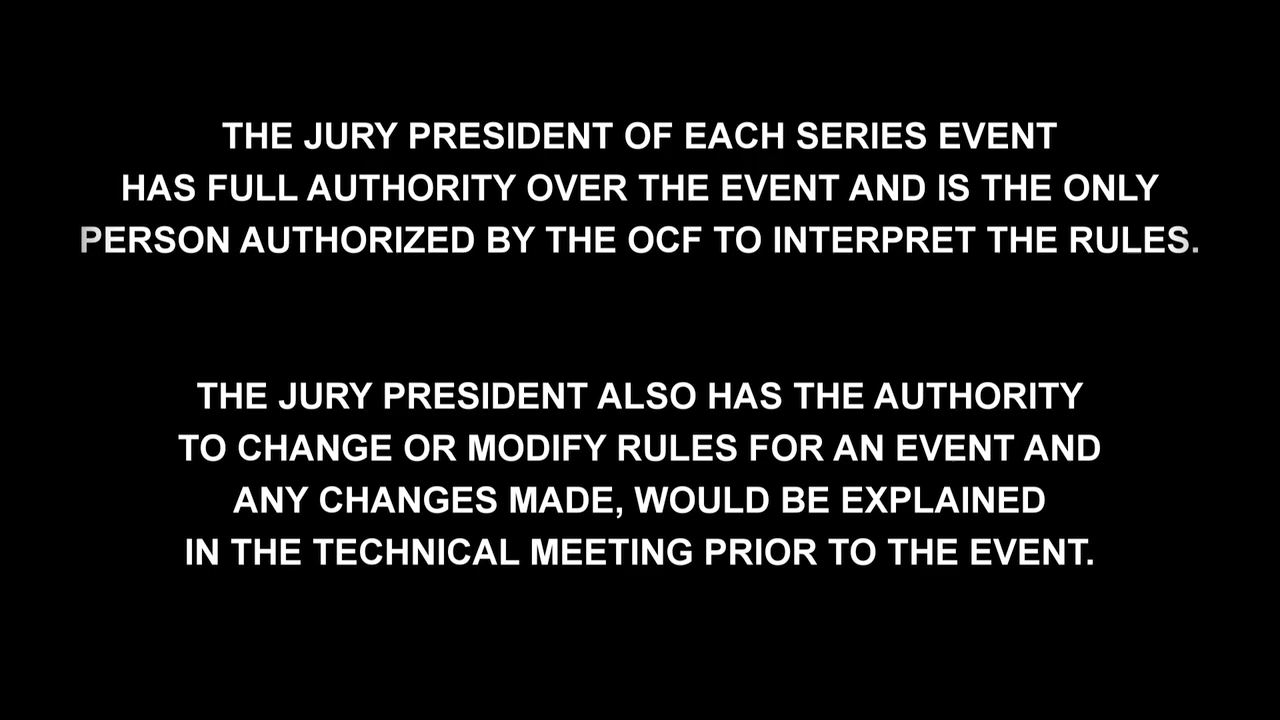 THE JURY PRESIDENT OF EACH SERIES EVENT
HAS FULL AUTHORITY OVER THE EVENT AND IS THE ONLY
PERSON AUTHORIZED BY THE OCF TO INTERPRET THE RULES.
THE JURY PRESIDENT ALSO HAS THE AUTHORITY
TO CHANGE OR MODIFY RULES FOR AN EVENT AND
ANY CHANGES MADE, WOULD BE EXPLAINED
IN THE TECHNICAL MEETING PRIOR TO THE EVENT.